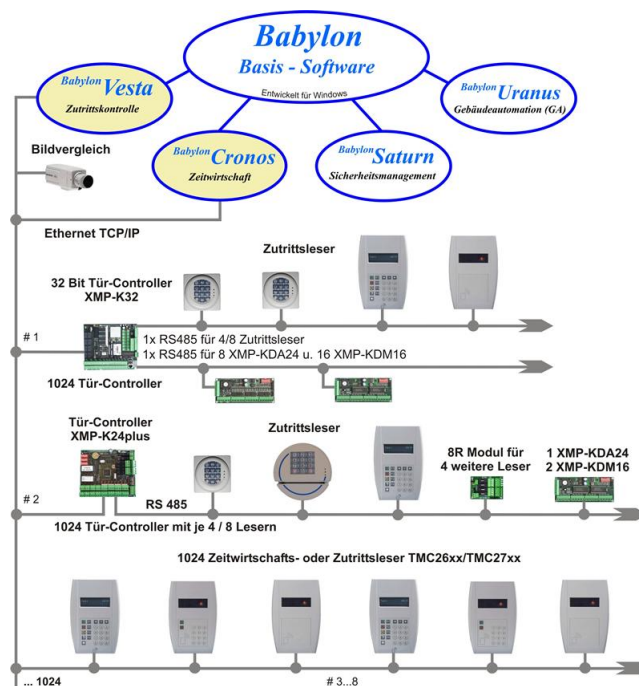 Babylon
Basis - Software
Entwickelt für Windows
Babylon Vesta
Zutrittskontrolle
Babylon Uranus
Gebäudeautomation (GA)
Bildvergleich
Babylon Cronos
Zeitwirtschaft
Babylon Saturn
Sicherheitsmanagement
Ethernet TCP/IP
Zutrittsleser
32 Bit Tür-Controller
XMP-K32
# 1
1x RS485 für 4/8 Zutrittsleser
1x RS485 für 8 XMP-KDA24 u. 16 XMP-KDM16
1024 Tür-Controller
Tür-Controller
XMP-K24plus
Zutrittsleser
8R Modul für
4 weitere Leser
1 XMP-KDA24
2 XMP-KDM16
# 2
RS 485
1024 Tür-Controller mit je 4 / 8 Lesern
1024 Zeitwirtschafts- oder Zutrittsleser TMC26xx/TMC27xx
... 1024
# 3...8